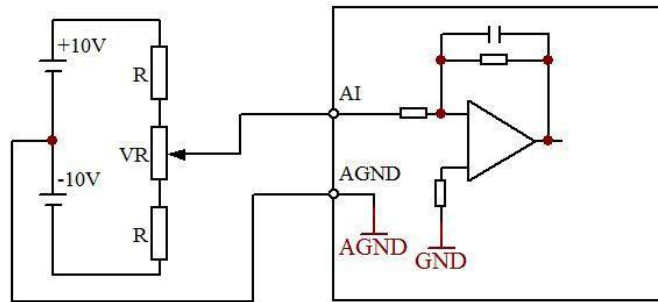 +10V
R
AI
VR
AGND
-10V
R
AGND
GND